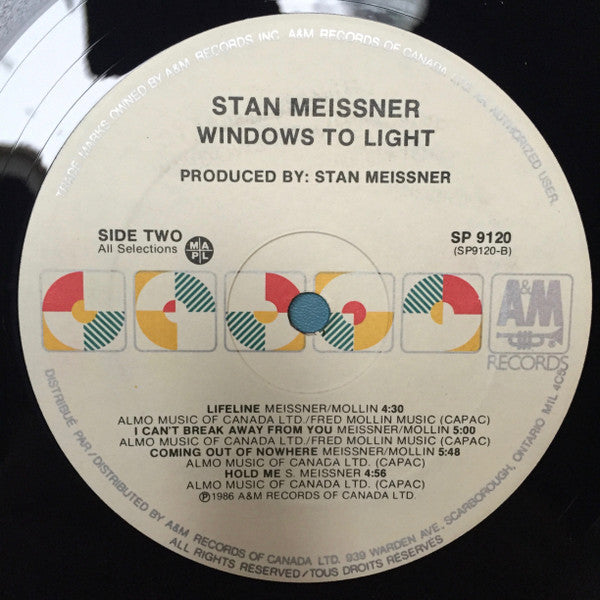 TRADE MARKS OWNED BY A&M RECORDS INC. A&M RECORDS OF CANADA LTD. AN AUTHORIZED USER.
STAN MEISSNER
WINDOWS TO LIGHT
PRODUCED BY: STAN MEISSNER
SIDE TWO
All Selections
MAPL
SP 9120
(SP9120-B)
A&M
RECORDS
LIFELINE MEISSNER/MOLLIN 4:30
ALMO MUSIC OF CANADA LTD./FRED MOLLIN MUSIC (CAPAC)
I CAN'T BREAK AWAY FROM YOU MEISSNER/MOLLIN 5:00
ALMO MUSIC OF CANADA LTD./FRED MOLLIN MUSIC (CAPAC)
COMING OUT OF NOWHERE MEISSNER/MOLLIN 5:48
ALMO MUSIC OF CANADA LTD. (CAPAC)
HOLD ME S. MEISSNER 4:56
ALMO MUSIC OF CANADA LTD. (CAPAC)
Ⓟ1986 A&M RECORDS OF CANADA LTD.
DISTRIBUÉ PAR/DISTRIBUTED BY A&M RECORDS OF CANADA LTD. 939 WARDEN AVE. SCARBOROUGH, ONTARIO M1L 4C5
ALL RIGHTS RESERVED/TOUS DROITS RÉSERVÉS